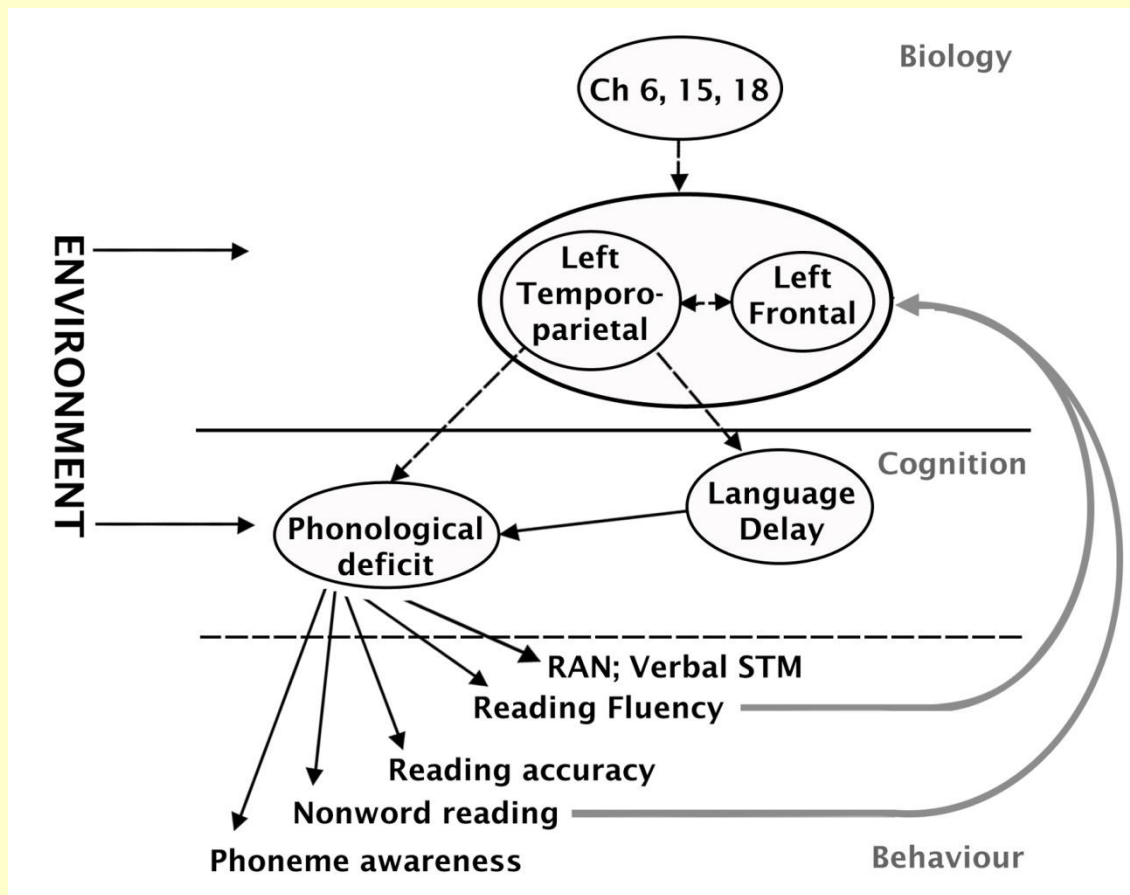 Biology
Ch 6, 15, 18
ENVIRONMENT
Left
Temporo-
parietal
Left
Frontal
Cognition
Language
Delay
Phonological
deficit
RAN; Verbal STM
Reading Fluency
Reading accuracy
Nonword reading
Phoneme awareness
Behaviour